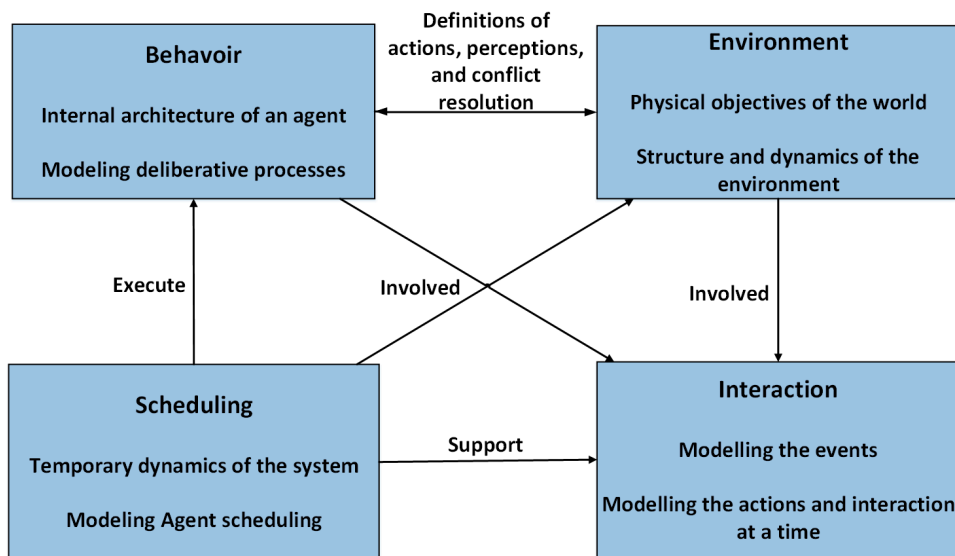 Behavoir
Internal architecture of an agent
Modeling deliberative processes
Definitions of
actions, perceptions,
and conflict
resolution
Environment
Physical objectives of the world
Structure and dynamics of the
environment
Execute
Involved
Involved
Scheduling
Temporary dynamics of the system
Modeling Agent scheduling
Support
Interaction
Modelling the events
Modelling the actions and interaction
at a time